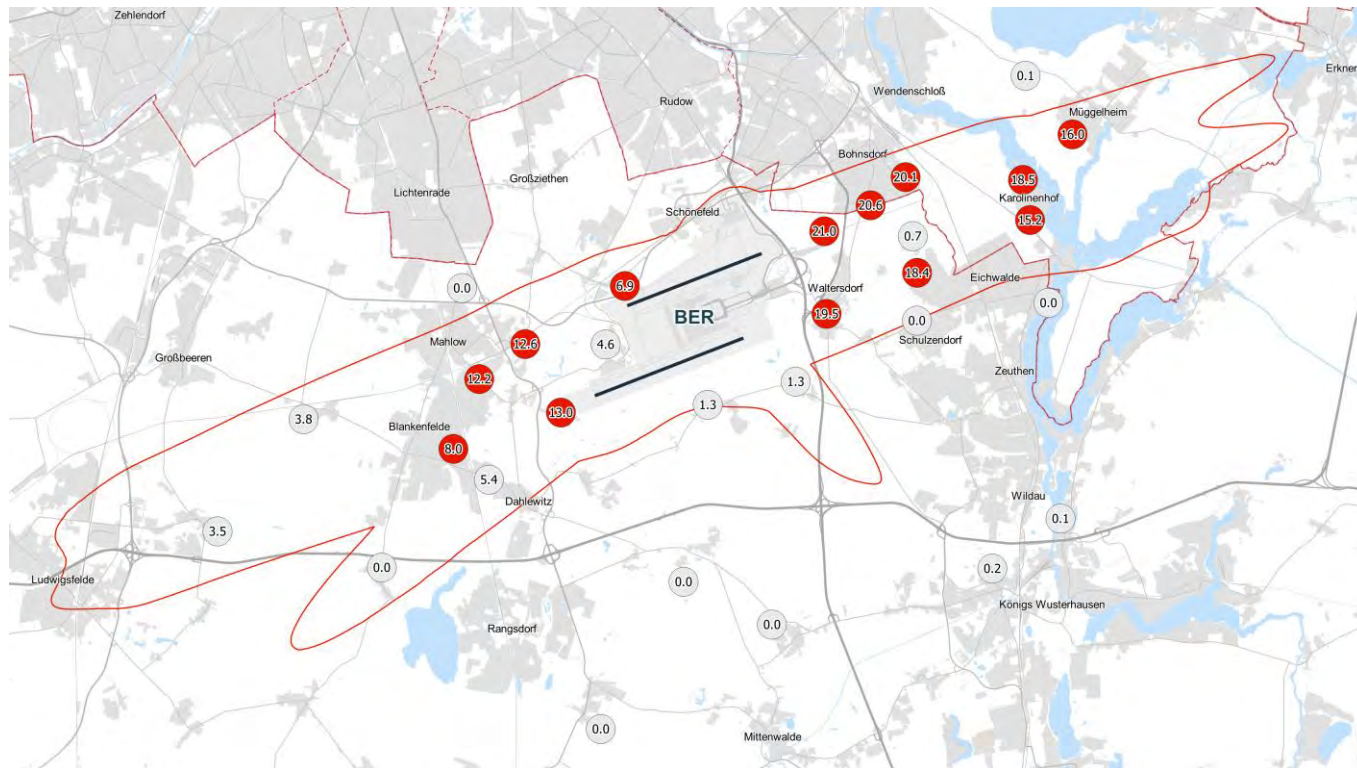 Zehlendorf
Erkner
0.1
Wendenschloß
Rudow
Müggelheim
16.0
Bohnsdorf
20.1
Großziethen
18.5
Lichtenrade
Karolinenhof
20.6
Schönefeld
15.2
21.0
0.7
18.4
Eichwalde
6.9
0.0
Waltersdorf
0.0
BER
19.5
0.0
Schulzendorf
Mahlow
12.6
4.6
Großbeeren
Zeuthen
12.2
1.3
1.3
13.0
3.8
Blankenfelde
8.0
5.4
Dahlewitz
Wildau
0.1
3.5
0.0
0.2
Ludwigsfelde
0.0
Königs Wusterhausen
Rangsdorf
0.0
0.0
Mittenwalde